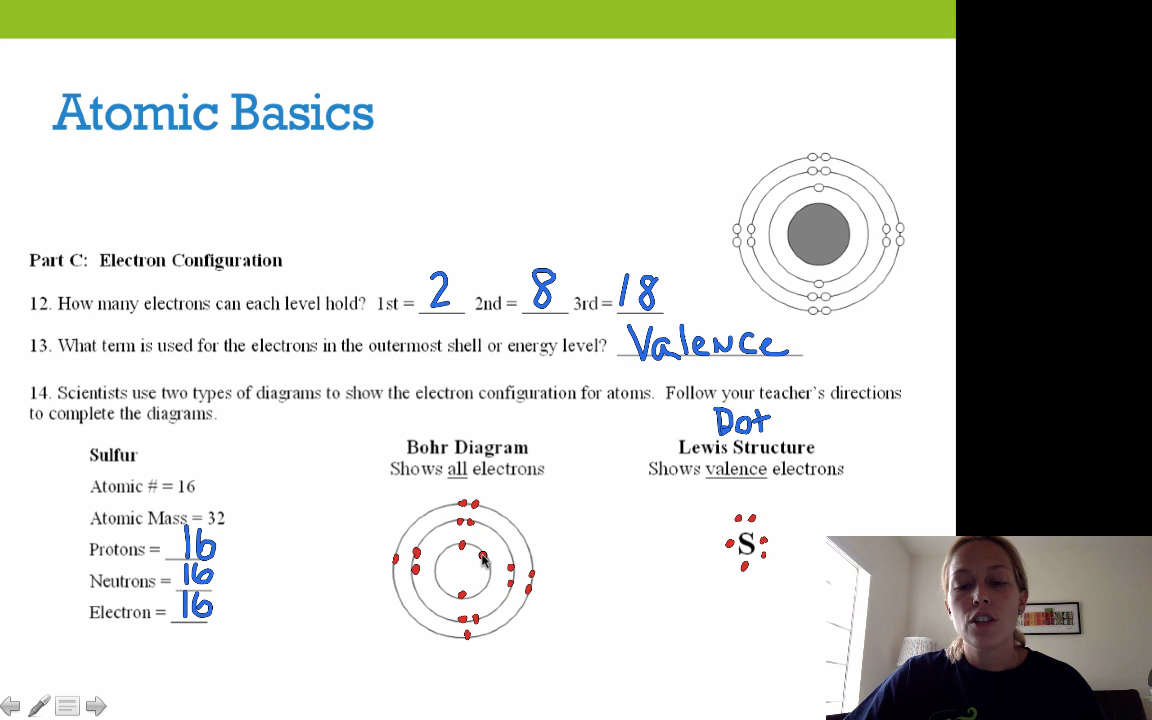 Atomic Basics
Part C: Electron Configuration
12. How many electrons can each level hold? 1st = 2 2nd = 8 3rd = 18
13. What term is used for the electrons in the outermost shell or energy level? Valence
14. Scientists use two types of diagrams to show the electron configuration for atoms. Follow your teacher's directions
to complete the diagrams.
Dot
Sulfur
Atomic # = 16
Atomic Mass = 32
Protons = 16
Neutrons = 16
Electron = 16
Bohr Diagram
Shows all electrons
Lewis Structure
Shows valence electrons
S